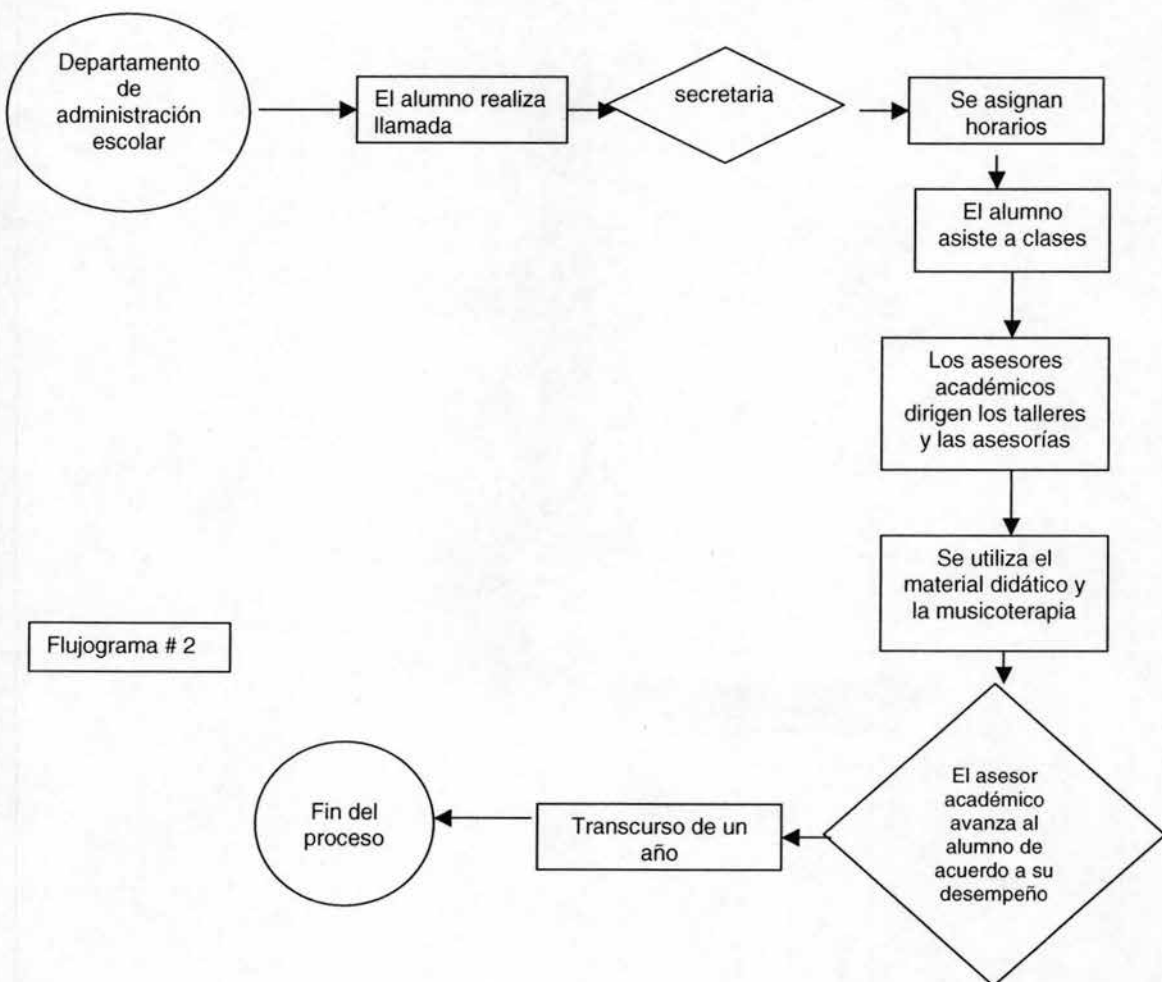 Departamento
de
administración
escolar
El alumno realiza
llamada
secretaria
Se asignan
horarios
El alumno
asiste a clases
Los asesores
académicos
dirigen los talleres
y las asesorías
Se utiliza el
material didático y
la musicoterapia
Flujograma # 2
El asesor
académico
avanza al
alumno de
acuerdo a su
desempeño
Transcurso de un
año
Fin del
proceso